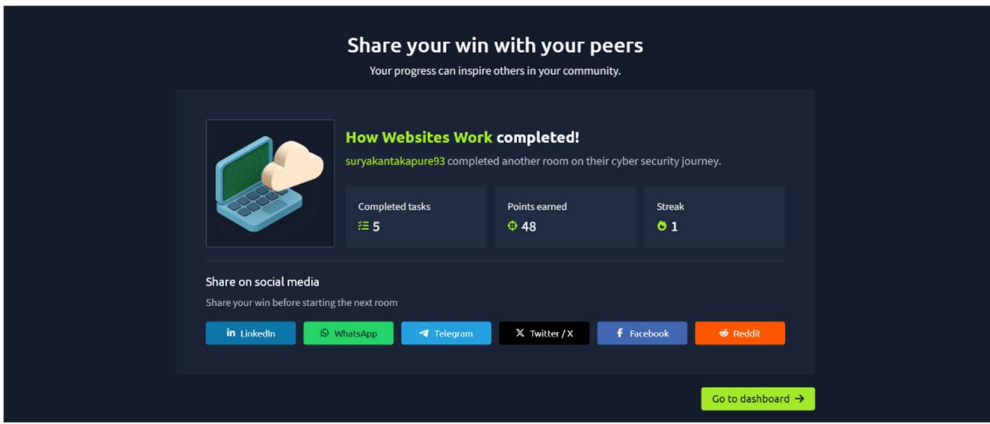 Share your win with your peers
Your progress can inspire others in your community.
How Websites Work completed!
suryakantakapure93 completed another room on their cyber security journey.
Completed tasks
5
Points earned
48
Streak
1
Share on social media
Share your win before starting the next room
in LinkedIn
WhatsApp
Telegram
X Twitter / X
f Facebook
Reddit
Go to dashboard →